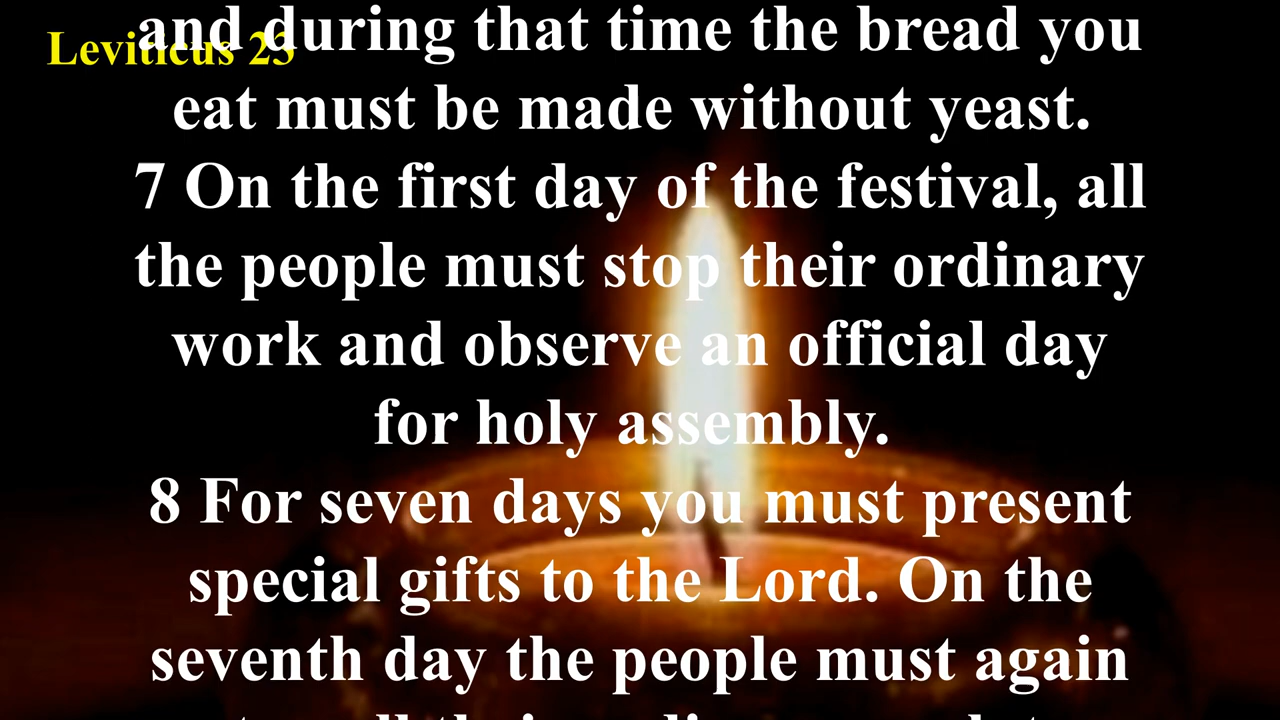 Leviticus 23
and during that time the bread you
eat must be made without yeast.
7 On the first day of the festival, all
the people must stop their ordinary
work and observe an official day
for holy assembly.
8 For seven days you must present
special gifts to the Lord. On the
seventh day the people must again